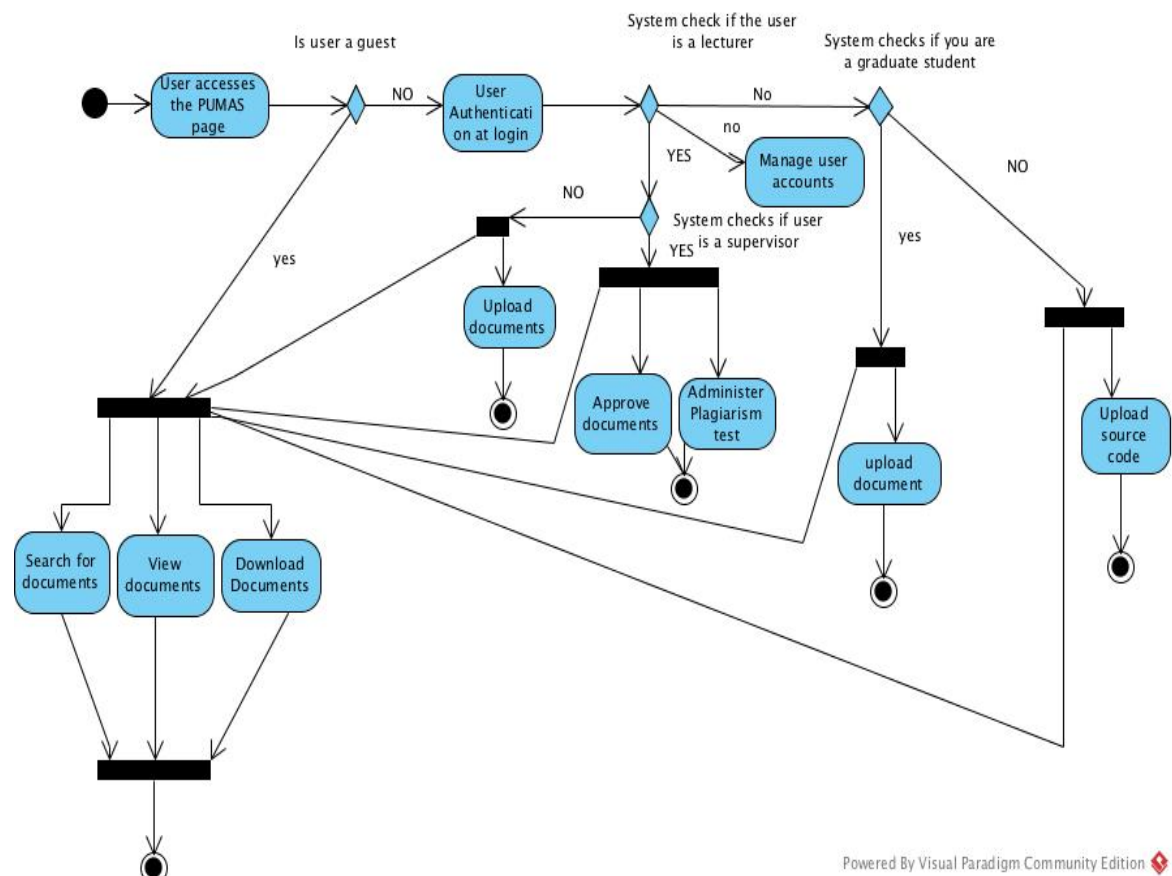 System check if the user
is a lecturer
Is user a guest
System checks if you are
a graduate student
User accesses
the PUMAS
page
NO
User
Authenticati
on at login
No
no
YES
Manage user
accounts
NO
NO
System checks if user
is a supervisor
YES
yes
yes
Upload
documents
Approve
documents
Administer
Plagiarism
test
upload
document
Upload
source
code
Search for
documents
View
documents
Download
Documents
Powered By Visual Paradigm Community Edition